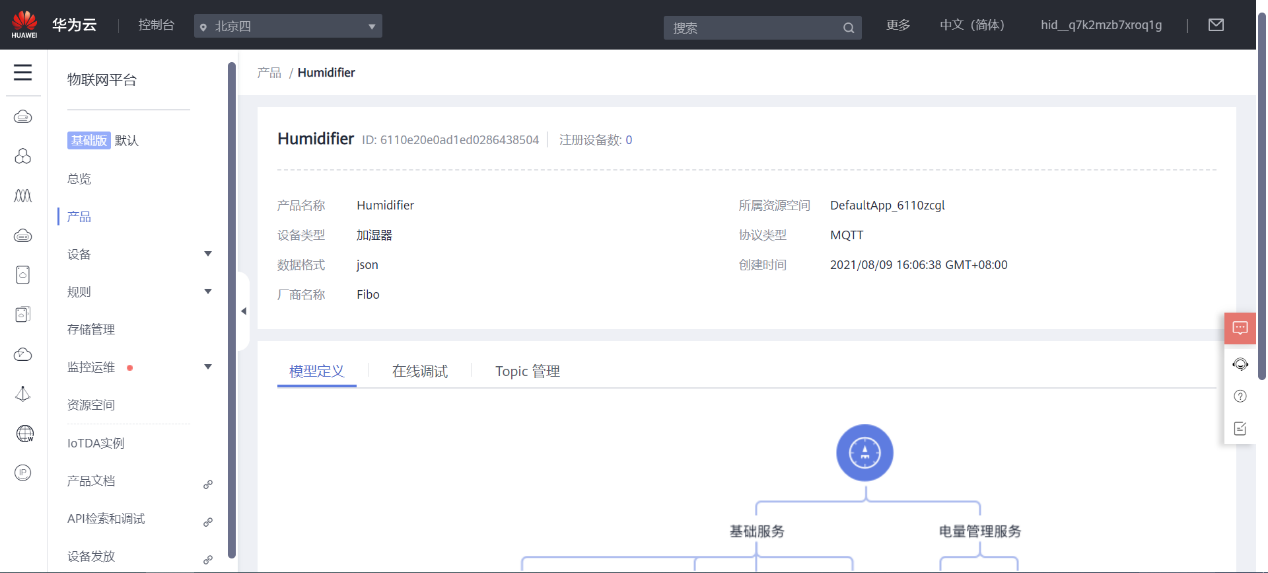 HUAWEI 华为云 控制台 北京四 搜索 更多 中文（简体） hid__q7k2mzb7xroq1g
物联网平台
基础版 默认
总览
产品
设备
规则
存储管理
监控运维
资源空间
IoTDA实例
产品文档
API检索和调试
设备发放
产品 / Humidifier
Humidifier ID: 6110e20e0ad1ed0286438504 注册设备数: 0
产品名称 Humidifier 所属资源空间 DefaultApp_6110zcgl
设备类型 加湿器 协议类型 MQTT
数据格式 json 创建时间 2021/08/09 16:06:38 GMT+08:00
厂商名称 Fibo
模型定义 在线调试 Topic 管理
基础服务 电量管理服务